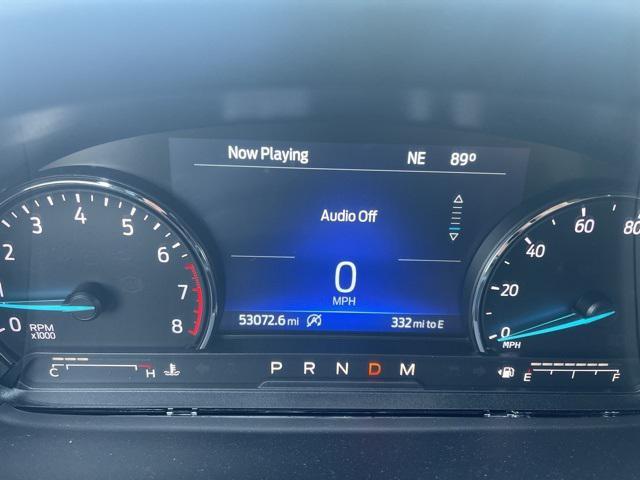 Now Playing NE 89°
Audio Off
0
MPH
53072.6 mi 332 mi to E
0 1 2 3 4 5 6 7 8
RPM
x1000
0 20 40 60 80
MPH
C H P R N D M E F